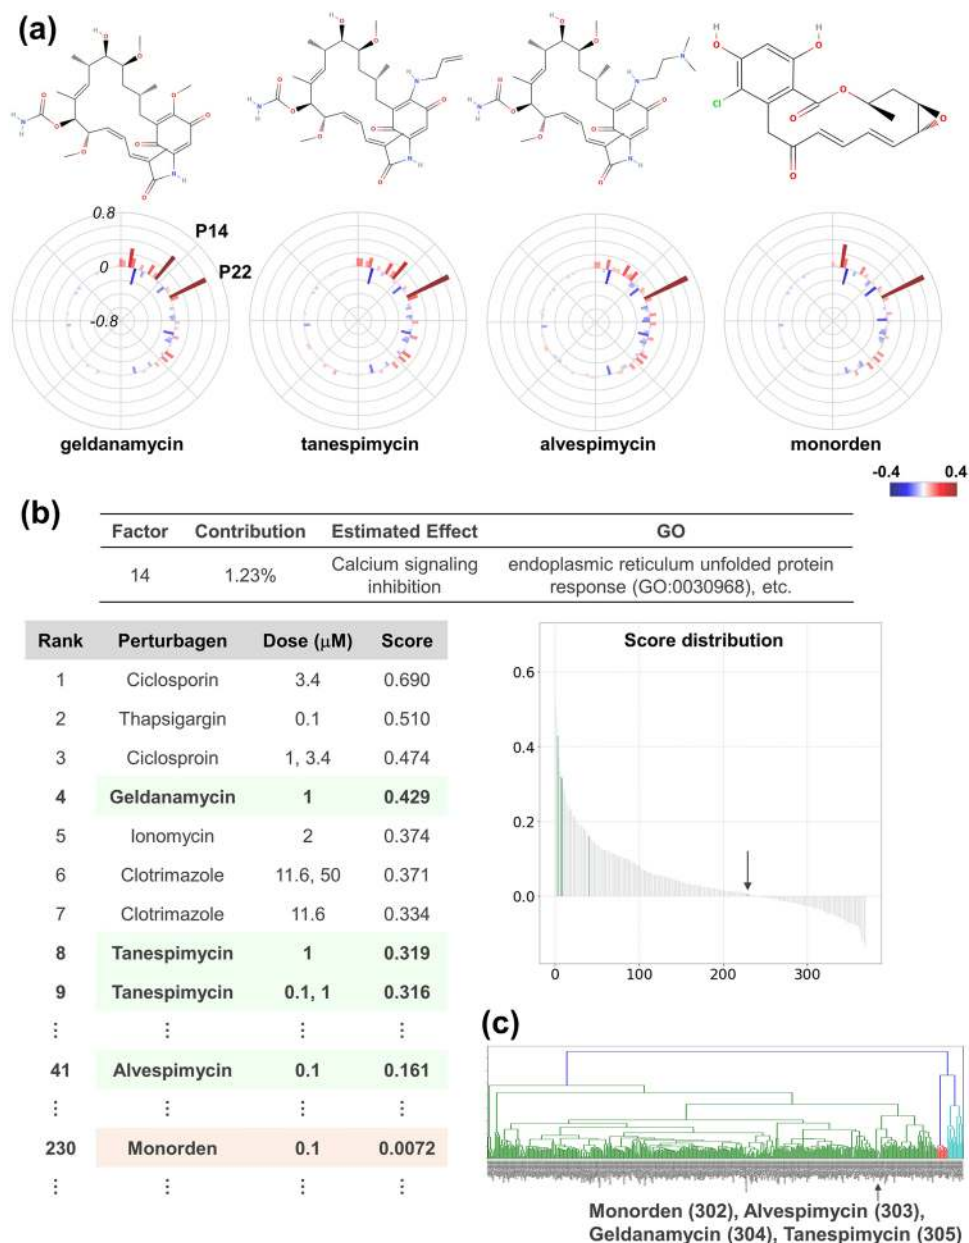 (a)
0.8
0
-0.8
P14
P22
geldanamycin
tanespimycin
alvespimycin
monorden
-0.4 0.4
(b)
Factor Contribution Estimated Effect GO
14 1.23% Calcium signaling inhibition endoplasmic reticulum unfolded protein response (GO:0030968), etc.
Rank Perturbagen Dose (μM) Score
1 Ciclosporin 3.4 0.690
2 Thapsigargin 0.1 0.510
3 Ciclosproin 1, 3.4 0.474
4 Geldanamycin 1 0.429
5 Ionomycin 2 0.374
6 Clotrimazole 11.6, 50 0.371
7 Clotrimazole 11.6 0.334
8 Tanespimycin 1 0.319
9 Tanespimycin 0.1, 1 0.316
⋮ ⋮ ⋮ ⋮
41 Alvespimycin 0.1 0.161
⋮ ⋮ ⋮ ⋮
230 Monorden 0.1 0.0072
⋮ ⋮ ⋮ ⋮
Score distribution
0.6
0.4
0.2
0.0
0 100 200 300
(c)
Monorden (302), Alvespimycin (303),
Geldanamycin (304), Tanespimycin (305)